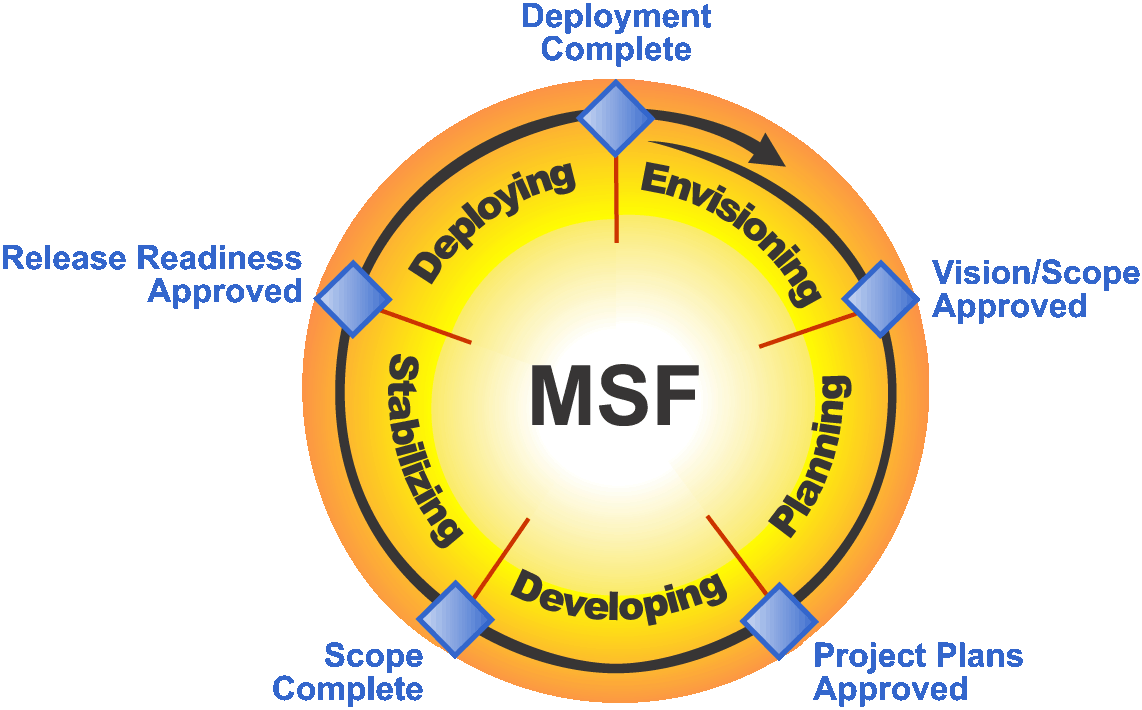 Deployment
Complete
Deploying
Envisioning
Release Readiness
Approved
Vision/Scope
Approved
MSF
Stabilizing
Planning
Developing
Scope
Complete
Project Plans
Approved